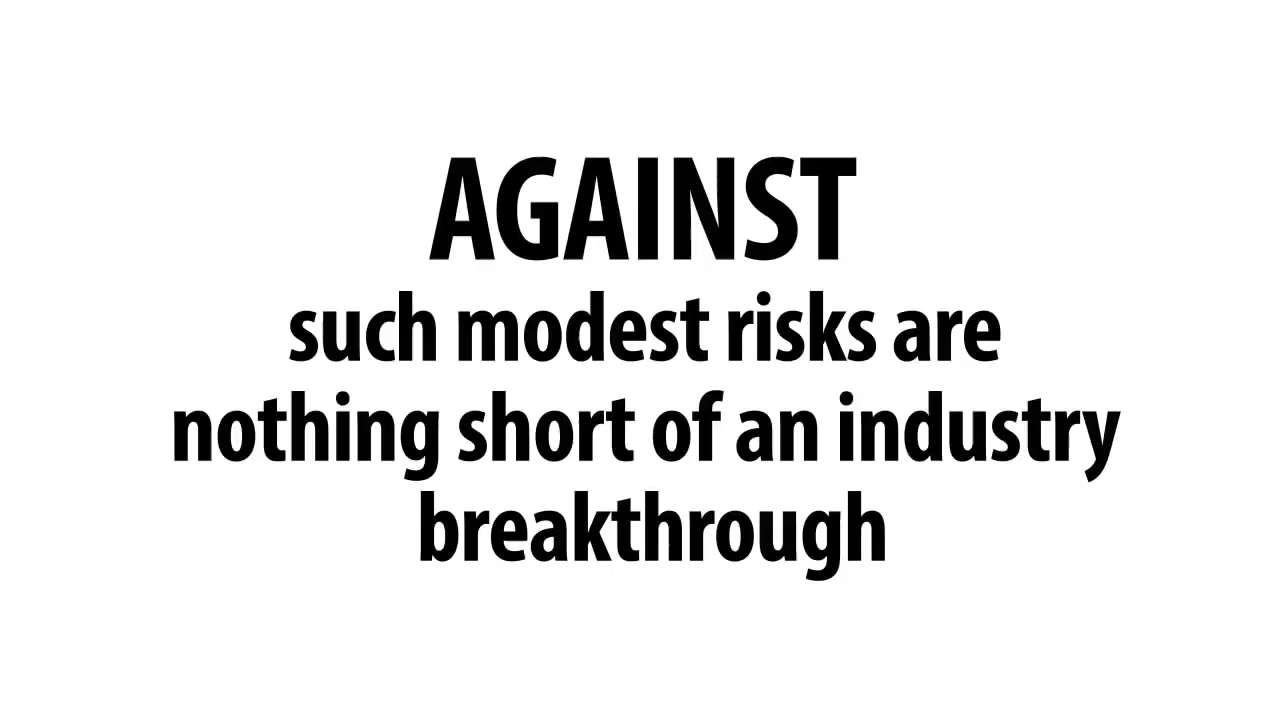 AGAINST
such modest risks are
nothing short of an industry
breakthrough